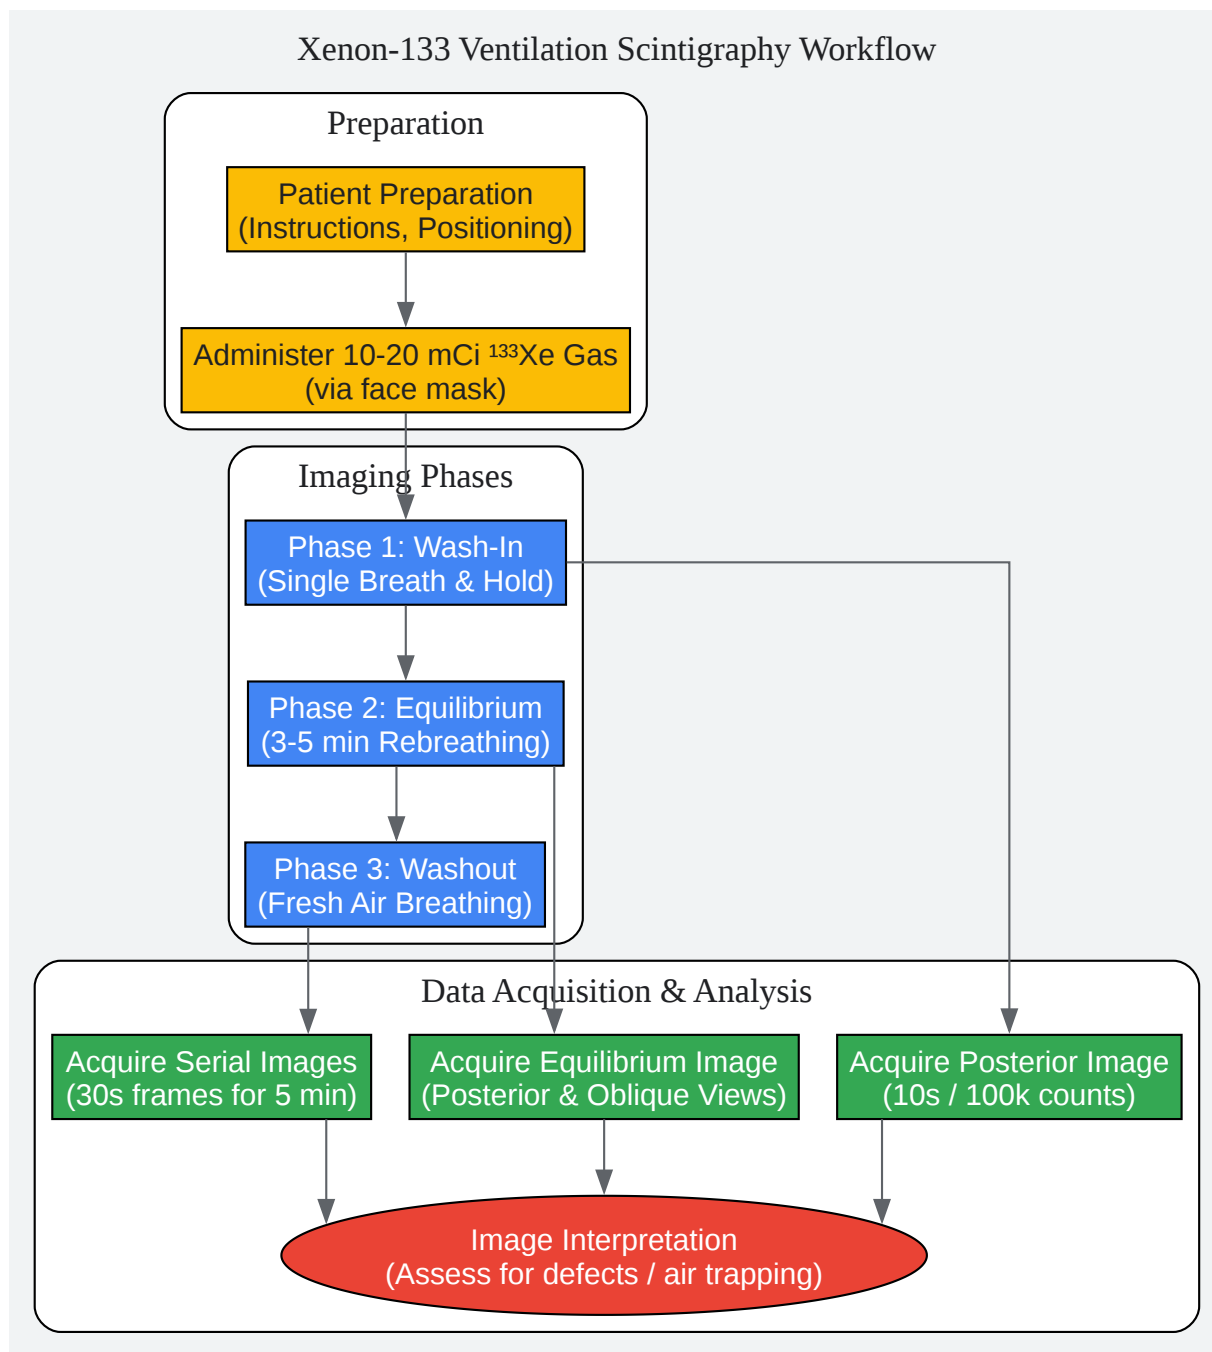 Xenon-133 Ventilation Scintigraphy Workflow
Preparation
Patient Preparation
(Instructions, Positioning)
Administer 10-20 mCi ¹³³Xe Gas
(via face mask)
Imaging Phases
Phase 1: Wash-In
(Single Breath & Hold)
Phase 2: Equilibrium
(3-5 min Rebreathing)
Phase 3: Washout
(Fresh Air Breathing)
Data Acquisition & Analysis
Acquire Serial Images
(30s frames for 5 min)
Acquire Equilibrium Image
(Posterior & Oblique Views)
Acquire Posterior Image
(10s / 100k counts)
Image Interpretation
(Assess for defects / air trapping)